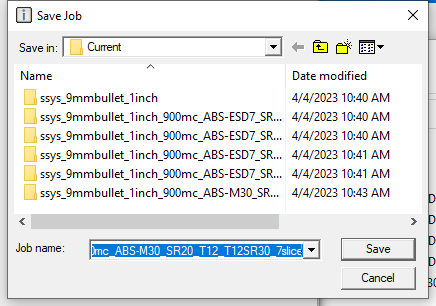 Save Job
Save in: Current
Name Date modified
ssys_9mmbullet_1inch 4/4/2023 10:40 AM
ssys_9mmbullet_1inch_900mc_ABS-ESD7_SR... 4/4/2023 10:40 AM
ssys_9mmbullet_1inch_900mc_ABS-ESD7_SR... 4/4/2023 10:40 AM
ssys_9mmbullet_1inch_900mc_ABS-ESD7_SR... 4/4/2023 10:41 AM
ssys_9mmbullet_1inch_900mc_ABS-ESD7_SR... 4/4/2023 10:41 AM
ssys_9mmbullet_1inch_900mc_ABS-M30_SR... 4/4/2023 10:43 AM
Job name: 0mc_ABS-M30_SR20_T12_T12SR30_7slice Save
Cancel